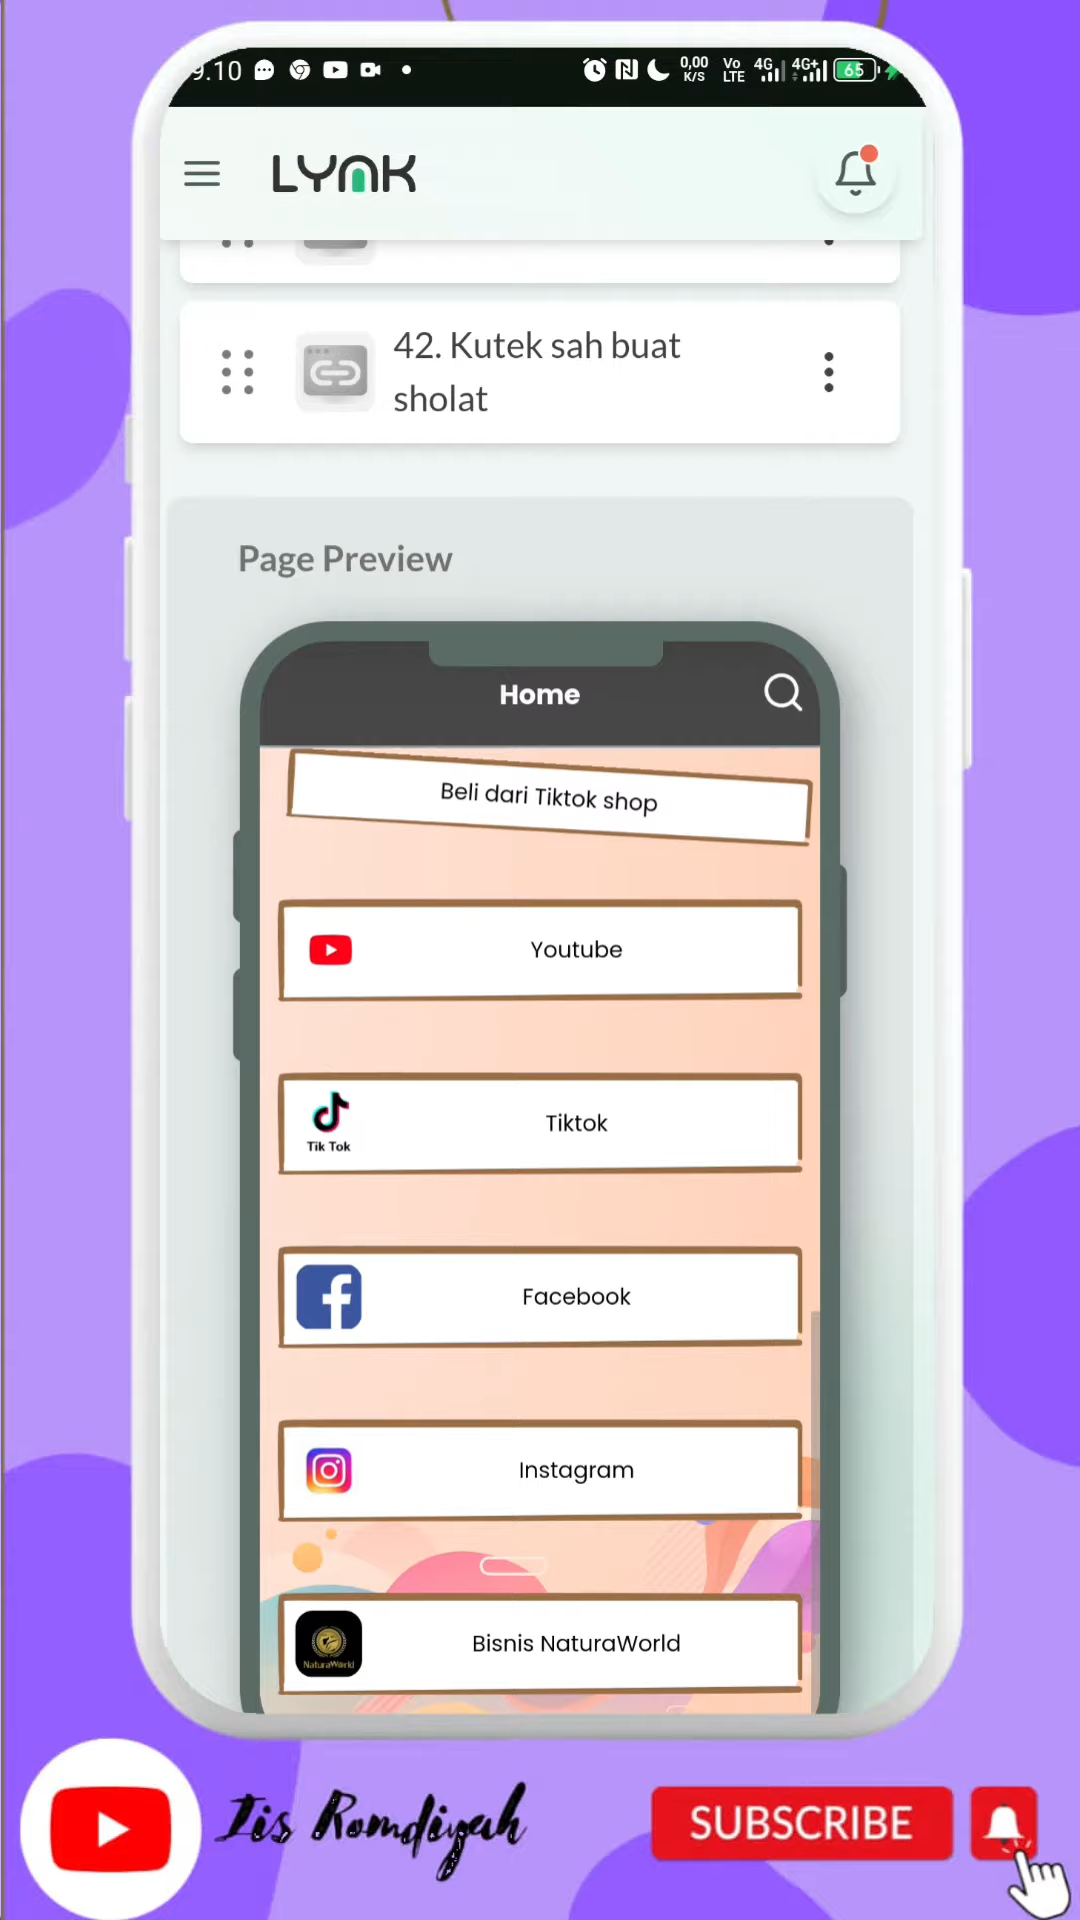 9.10
0,00
K/S
Vo
LTE
4G
4G+
65
LYNK
42. Kutek sah buat
sholat
Page Preview
Home
Beli dari Tiktok shop
Youtube
Tik Tok
Tiktok
Facebook
Instagram
NaturaWorld
Bisnis NaturaWorld
Iis Romdiyah
SUBSCRIBE